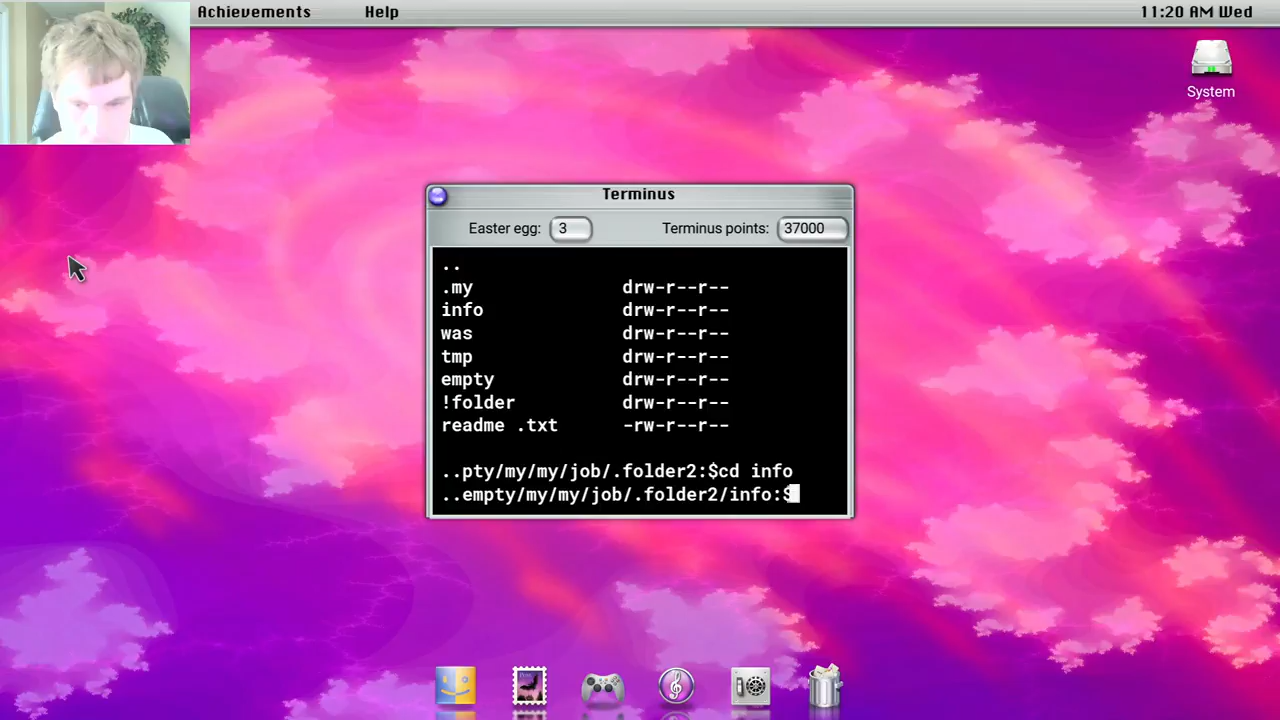 Achievements Help 11:20 AM Wed
System
Terminus
Easter egg: 3 Terminus points: 37000
..
.my drw-r--r--
info drw-r--r--
was drw-r--r--
tmp drw-r--r--
empty drw-r--r--
!folder drw-r--r--
readme .txt -rw-r--r--
..pty/my/my/job/.folder2:$cd info
..empty/my/my/job/.folder2/info:$